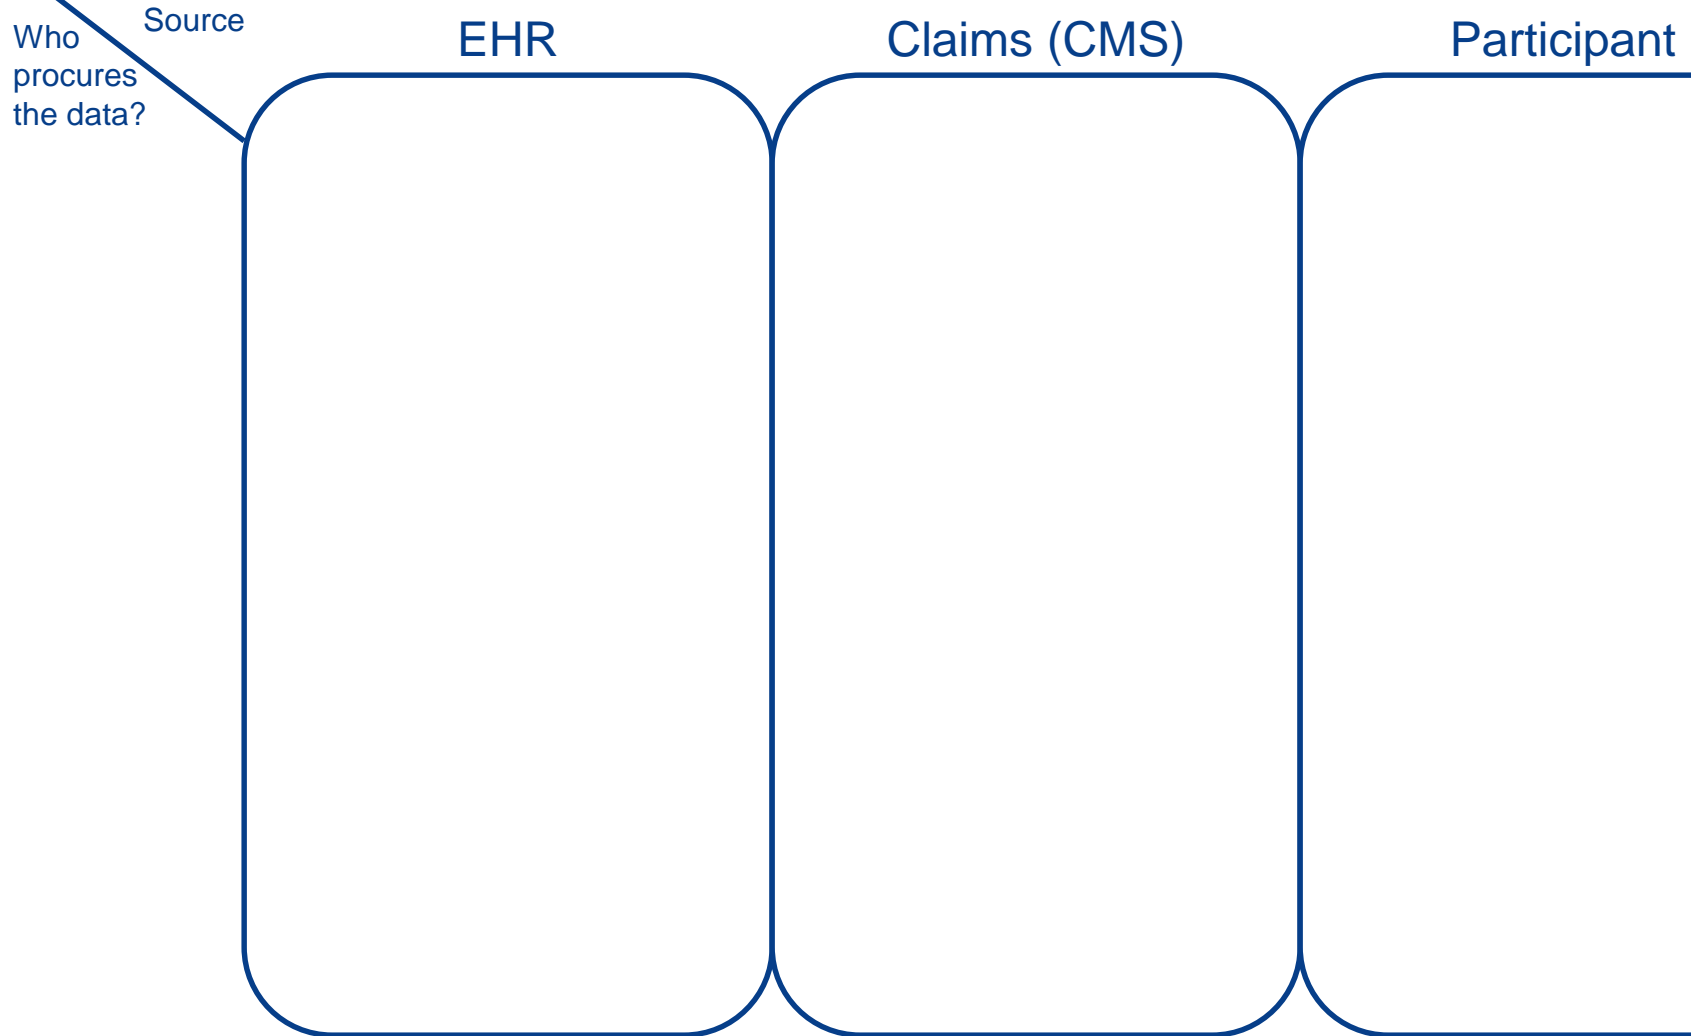 Source
Who
procures
the data?
EHR
Claims (CMS)
Participant